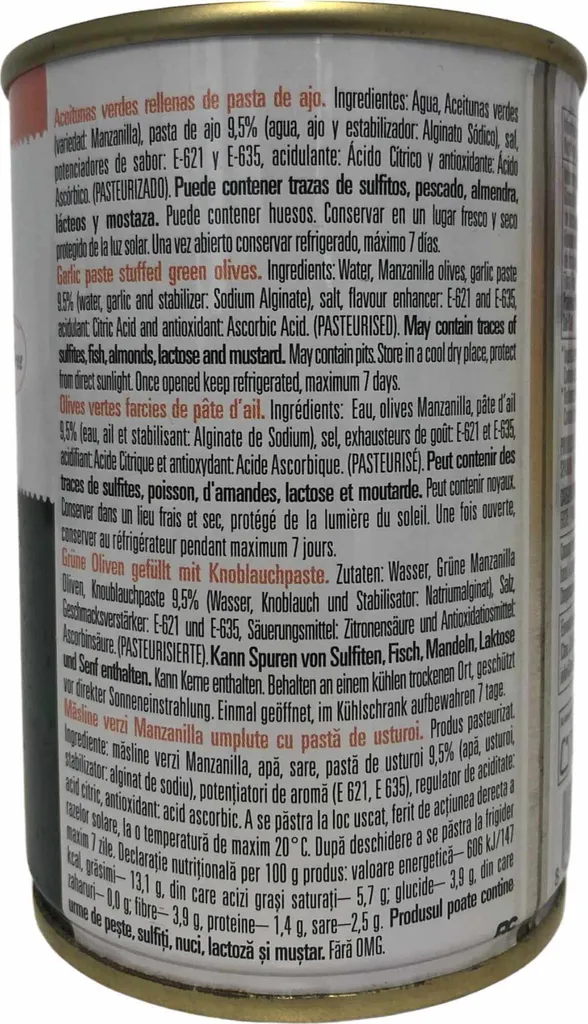 Aceitunas verdes rellenas de pasta de ajo. Ingredientes: Agua, Aceitunas verdes
(variedad: Manzanilla), pasta de ajo 9,5% (agua, ajo y estabilizador: Alginato Sódico), sal,
potenciadores de sabor: E-621 y E-635, acidulante: Ácido Cítrico y antioxidante: Ácido
Ascórbico. (PASTEURIZADO). Puede contener trazas de sulfitos, pescado, almendra,
lácteos y mostaza. Puede contener huesos. Conservar en un lugar fresco y seco
protegido de la luz solar. Una vez abierto conservar refrigerado, máximo 7 días.
Garlic paste stuffed green olives. Ingredients: Water, Manzanilla olives, garlic paste
9.5% (water, garlic and stabilizer: Sodium Alginate), salt, flavour enhancer: E-621 and E-635,
acidulant: Citric Acid and antioxidant: Ascorbic Acid. (PASTEURISED). May contain traces of
sulfites, fish, almonds, lactose and mustard. May contain pits. Store in a cool dry place, protect
from direct sunlight. Once opened keep refrigerated, maximum 7 days.
Olives vertes farcies de pâte d'ail. Ingrédients: Eau, olives Manzanilla, pâte d'ail
9,5% (eau, ail et stabilisant: Alginate de Sodium), sel, exhausteurs de goût: E-621 et E-635,
acidifiant: Acide Citrique et antioxydant: Acide Ascorbique. (PASTEURISÉ). Peut contenir des
traces de sulfites, poisson, d'amandes, lactose et moutarde. Peut contenir noyaux.
Conserver dans un lieu frais et sec, protégé de la lumière du soleil. Une fois ouverte,
conserver au réfrigérateur pendant maximum 7 jours.
Grüne Oliven gefüllt mit Knoblauchpaste. Zutaten: Wasser, Grüne Manzanilla
Oliven, Knoublauchpaste 9,5% (Wasser, Knoblauch und Stabilisator: Natriumalginat), Salz,
Geschmacksverstärker: E-621 und E-635, Säuerungsmittel: Zitronensäure und Antioxidatiosmittel:
Ascorbinsäure. (PASTEURISIERTE). Kann Spuren von Sulfiten, Fisch, Mandeln, Laktose
und Senf enthalten. Kann Kerne enthalten. Behalten an einem kühlen trockenen Ort, geschützt
vor direkter Sonneneinstrahlung. Einmal geöffnet, im Kühlschrank aufbewahren 7 tage.
Măsline verzi Manzanilla umplute cu pastă de usturoi. Produs pasteurizat.
Ingrediente: măsline verzi Manzanilla, apă, sare, pastă de usturoi 9,5% (apă, usturoi,
stabilizator: alginat de sodiu), potențiatori de aromă (E 621, E 635), regulator de aciditate:
acid citric, antioxidant: acid ascorbic. A se păstra la loc uscat, ferit de acțiunea derecta a
razelor solare, la o temperatură de maxim 20°C. După deschidere a se păstra la frigider
maxim 7 zile. Declarație nutrițională per 100 g produs: valoare energetică– 606 kJ/147
kcal, grăsimi– 13,1 g, din care acizi grași saturați– 5,7 g; glucide– 3,9 g, din care
zaharuri– 0,0 g; fibre– 3,9 g, proteine– 1,4 g, sare–2,5 g. Produsul poate contine
urme de pește, sulfiți, nuci, lactoză și muștar. Fără OMG.